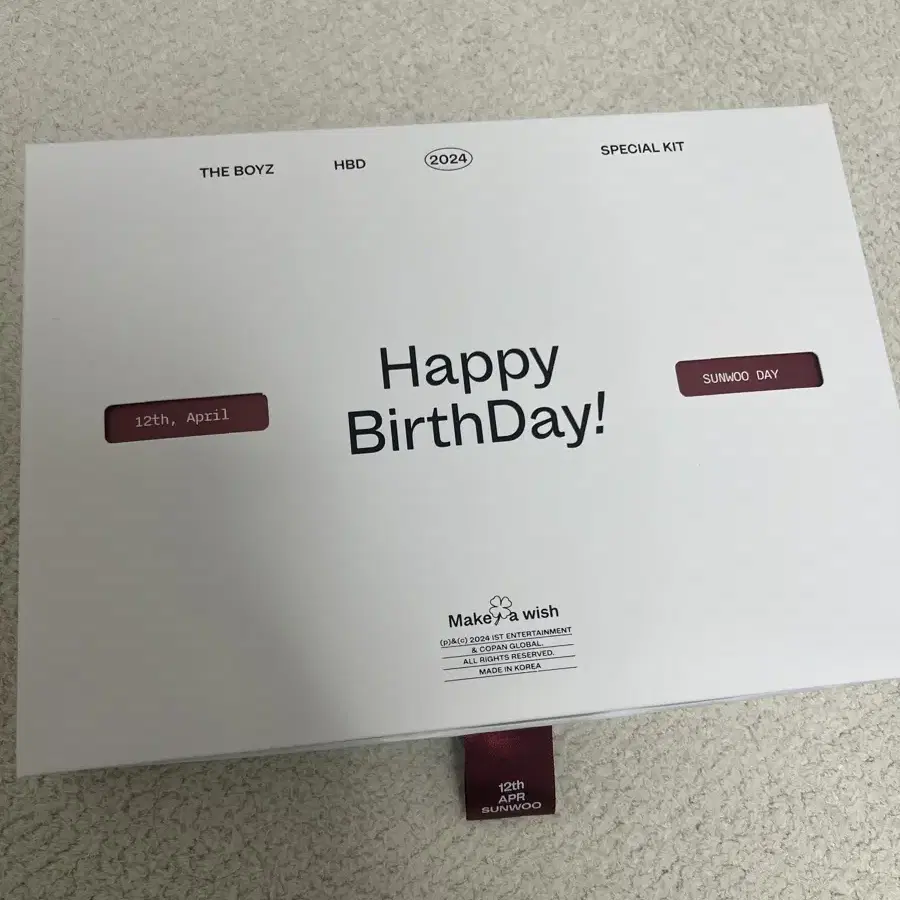 THE BOYZ HBD 2024 SPECIAL KIT
Happy
BirthDay!
12th, April
SUNWOO DAY
Make a wish
(p)&(c) 2024 IST ENTERTAINMENT
& COPAN GLOBAL.
ALL RIGHTS RESERVED.
MADE IN KOREA
12th
APR
SUNWOO